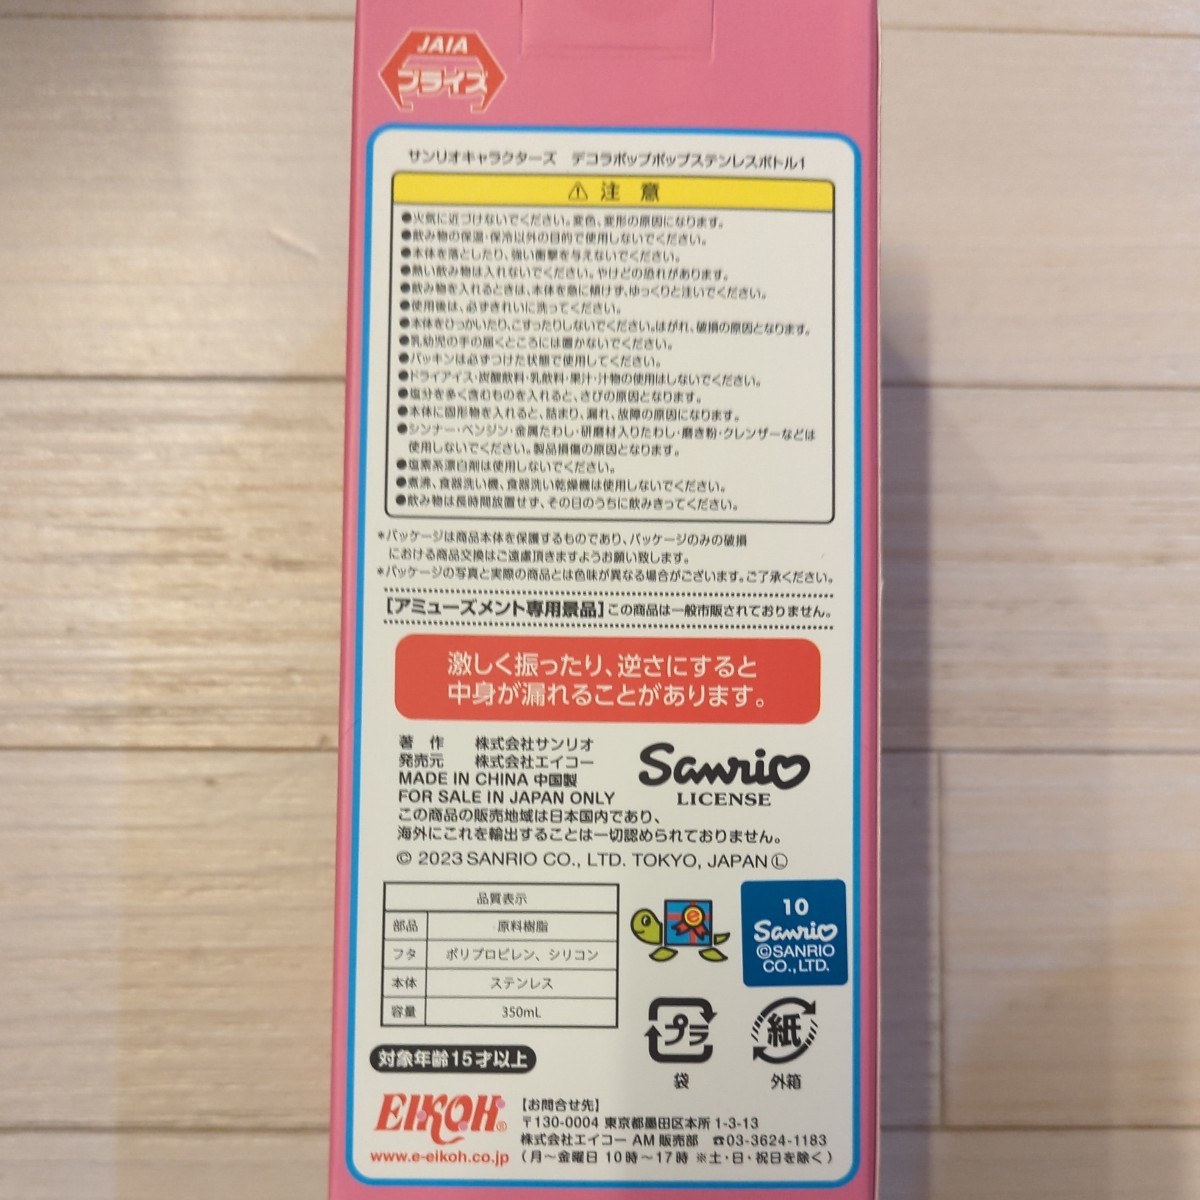 JAIA
プライズ
サンリオキャラクターズ デコラポップポップステンレスボトル1
⚠ 注 意
●火気に近づけないでください。変色、変形の原因になります。
●飲み物の保温・保冷以外の目的で使用しないでください。
●本体を落としたり、強い衝撃を与えないでください。
●熱い飲み物は入れないでください。やけどの恐れがあります。
●飲み物を入れるときは、本体を急に傾けず、ゆっくりと注いでください。
●使用後は、必ずきれいに洗ってください。
●本体をひっかいたり、こすったりしないでください。はがれ、破損の原因となります。
●乳幼児の手の届くところには置かないでください。
●パッキンは必ずつけた状態で使用してください。
●ドライアイス・炭酸飲料・乳飲料・果汁・汁物の使用はしないでください。
●塩分を多く含むものを入れると、さびの原因となります。
●本体に固形物を入れると、詰まり、漏れ、故障の原因になります。
●シンナー・ベンジン・金属たわし・研磨材入りたわし・磨き粉・クレンザーなどは
使用しないでください。製品損傷の原因となります。
●塩素系漂白剤は使用しないでください。
●煮沸、食器洗い機、食器洗い乾燥機は使用しないでください。
●飲み物は長時間放置せず、その日のうちに飲みきってください。
*パッケージは商品本体を保護するものであり、パッケージのみの破損
における商品交換はご遠慮頂きますようお願い致します。
*パッケージの写真と実際の商品とは色味が異なる場合がございます。ご了承ください。
【アミューズメント専用景品】この商品は一般市販されておりません。
激しく振ったり、逆さにすると
中身が漏れることがあります。
著 作 株式会社サンリオ
発売元 株式会社エイコー
MADE IN CHINA 中国製
FOR SALE IN JAPAN ONLY
Sanrio
LICENSE
この商品の販売地域は日本国内であり、
海外にこれを輸出することは一切認められておりません。
© 2023 SANRIO CO., LTD. TOKYO, JAPAN Ⓛ
品質表示
部品 原料樹脂
フタ ポリプロピレン、シリコン
本体 ステンレス
容量 350mL
e
10
Sanrio
©SANRIO
CO.,LTD.
プラ
袋
紙
外箱
対象年齢15才以上
EIKOH®
www.e-eikoh.co.jp
【お問合せ先】
〒130-0004 東京都墨田区本所 1-3-13
株式会社エイコー AM 販売部 ☎03-3624-1183
(月～金曜日 10時～17時 ※土・日・祝日を除く)